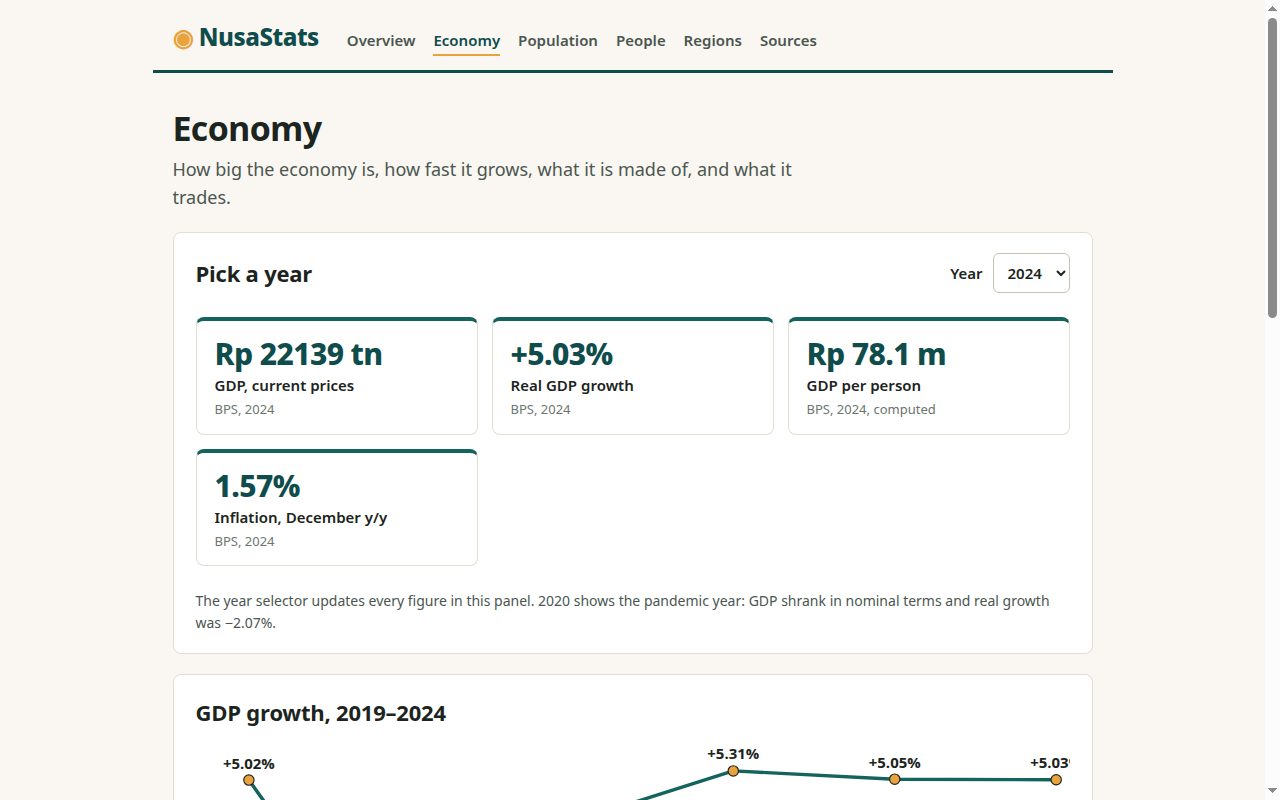 NusaStats
Overview Economy Population People Regions Sources
Economy
How big the economy is, how fast it grows, what it is made of, and what it
trades.
Pick a year
Year 2024
Rp 22139 tn
GDP, current prices
BPS, 2024
+5.03%
Real GDP growth
BPS, 2024
Rp 78.1 m
GDP per person
BPS, 2024, computed
1.57%
Inflation, December y/y
BPS, 2024
The year selector updates every figure in this panel. 2020 shows the pandemic year: GDP shrank in nominal terms and real growth
was −2.07%.
GDP growth, 2019–2024
+5.02%
+5.31%
+5.05%
+5.03